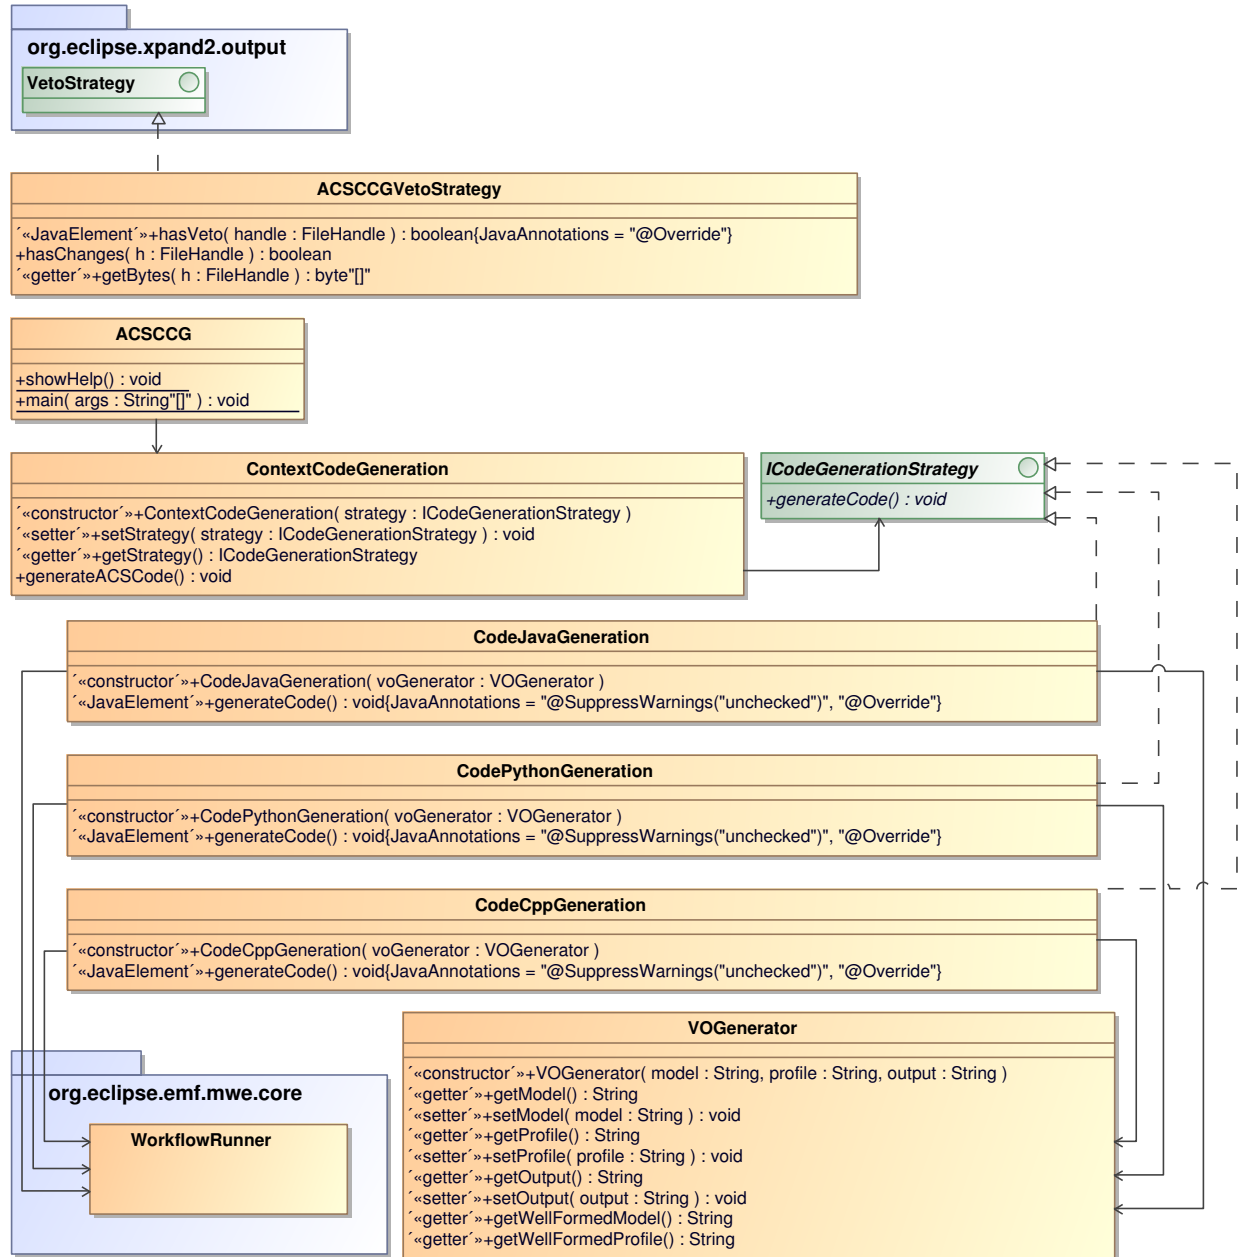 org.eclipse.xpand2.output
VetoStrategy
ACSCCGVetoStrategy
´«JavaElement´»+hasVeto( handle : FileHandle ) : boolean{JavaAnnotations = "@Override"}
+hasChanges( h : FileHandle ) : boolean
´«getter´»+getBytes( h : FileHandle ) : byte"[]"
ACSCCG
+showHelp() : void
+main( args : String"[]" ) : void
ContextCodeGeneration
´«constructor´»+ContextCodeGeneration( strategy : ICodeGenerationStrategy )
´«setter´»+setStrategy( strategy : ICodeGenerationStrategy ) : void
´«getter´»+getStrategy() : ICodeGenerationStrategy
+generateACSCode() : void
ICodeGenerationStrategy
+generateCode() : void
CodeJavaGeneration
´«constructor´»+CodeJavaGeneration( voGenerator : VOGenerator )
´«JavaElement´»+generateCode() : void{JavaAnnotations = "@SuppressWarnings("unchecked")", "@Override"}
CodePythonGeneration
´«constructor´»+CodePythonGeneration( voGenerator : VOGenerator )
´«JavaElement´»+generateCode() : void{JavaAnnotations = "@SuppressWarnings("unchecked")", "@Override"}
CodeCppGeneration
´«constructor´»+CodeCppGeneration( voGenerator : VOGenerator )
´«JavaElement´»+generateCode() : void{JavaAnnotations = "@SuppressWarnings("unchecked")", "@Override"}
org.eclipse.emf.mwe.core
WorkflowRunner
VOGenerator
´«constructor´»+VOGenerator( model : String, profile : String, output : String )
´«getter´»+getModel() : String
´«setter´»+setModel( model : String ) : void
´«getter´»+getProfile() : String
´«setter´»+setProfile( profile : String ) : void
´«getter´»+getOutput() : String
´«setter´»+setOutput( output : String ) : void
´«getter´»+getWellFormedModel() : String
´«getter´»+getWellFormedProfile() : String